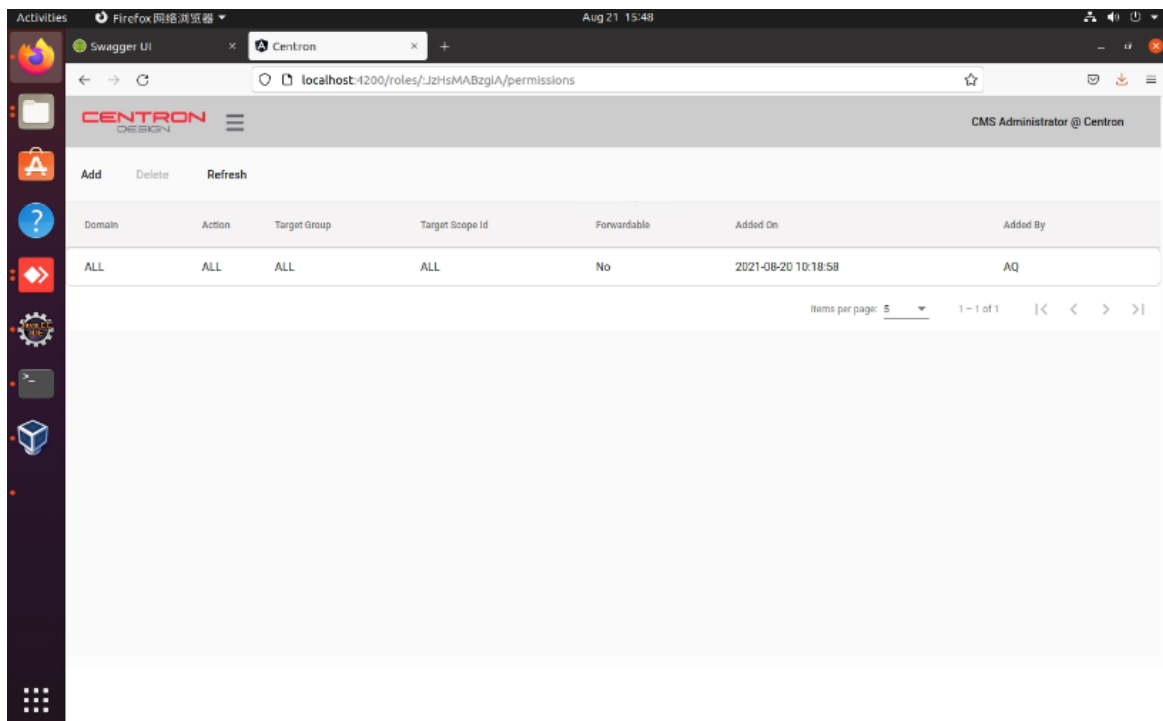 Activities Firefox 网络浏览器 Aug 21 15:48
Swagger UI × Centron × +
localhost:4200/roles/:JzHsMABzgiA/permissions
CENTRON DESIGN CMS Administrator @ Centron
Add Delete Refresh
Domain Action Target Group Target Scope Id Forwardable Added On Added By
ALL ALL ALL ALL No 2021-08-20 10:18:58 AQ
Items per page: 5 1 – 1 of 1